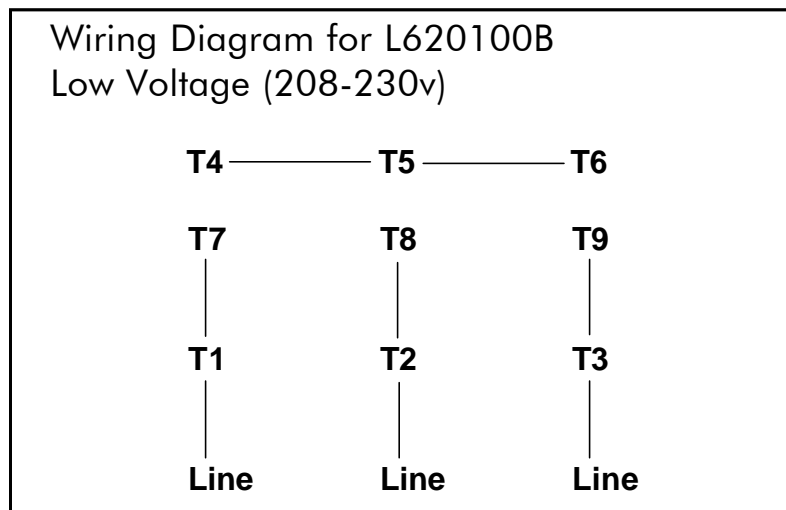 Wiring Diagram for L620100B
Low Voltage (208-230v)
T4 T5 T6
T7 T8 T9
T1 T2 T3
Line Line Line